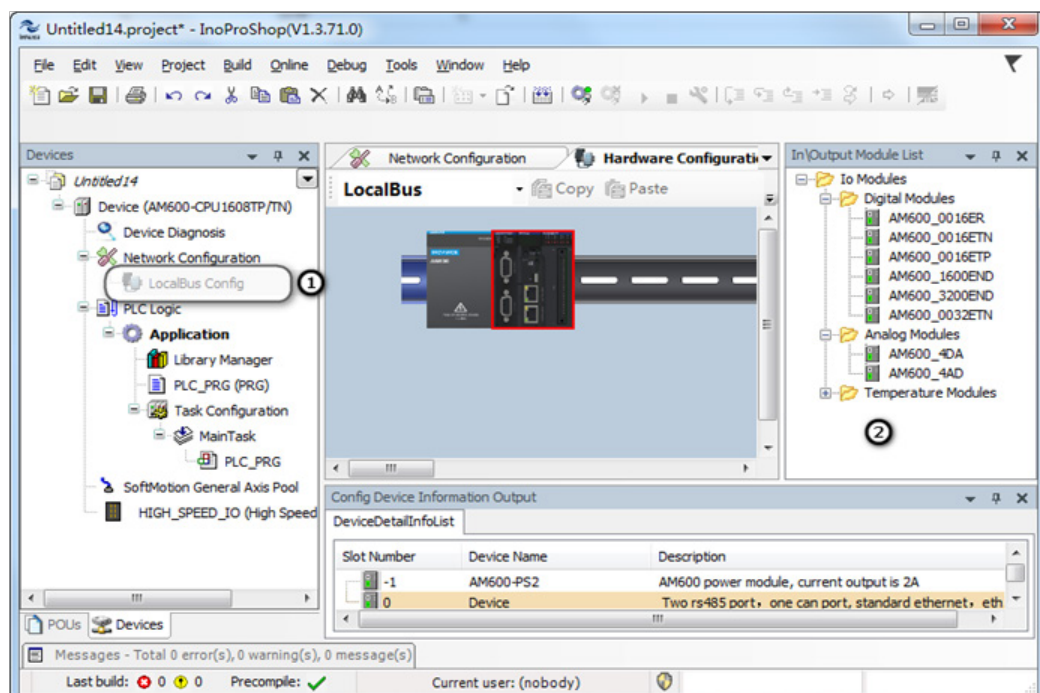 Untitled14.project* - InoProShop(V1.3.71.0)
File Edit View Project Build Online Debug Tools Window Help
Devices
Untitled14
Device (AM600-CPU1608TP/TN)
Device Diagnosis
Network Configuration
LocalBus Config
①
PLC Logic
Application
Library Manager
PLC_PRG (PRG)
Task Configuration
MainTask
PLC_PRG
SoftMotion General Axis Pool
HIGH_SPEED_IO (High Speed
POUs Devices
Network Configuration Hardware Configurati
LocalBus Copy Paste
In\Output Module List
Io Modules
Digital Modules
AM600_0016ER
AM600_0016ETN
AM600_0016ETP
AM600_1600END
AM600_3200END
AM600_0032ETN
Analog Modules
AM600_4DA
AM600_4AD
Temperature Modules
②
Config Device Information Output
DeviceDetailInfoList
Slot Number Device Name Description
-1 AM600-PS2 AM600 power module, current output is 2A
0 Device Two rs485 port, one can port, standard ethernet, eth
Messages - Total 0 error(s), 0 warning(s), 0 message(s)
Last build: 0 0 Precompile: Current user: (nobody)